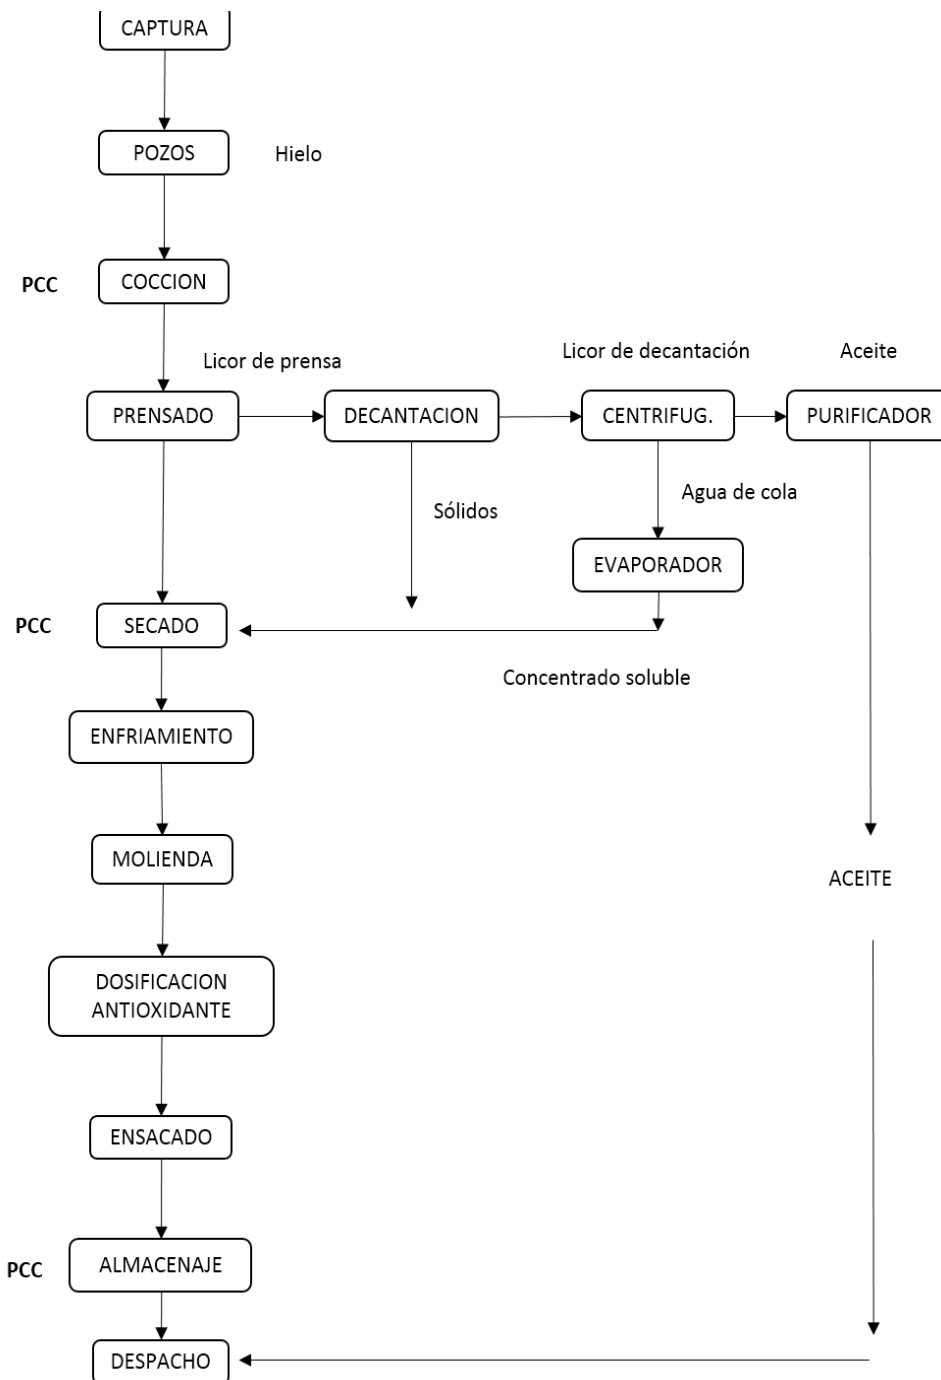 CAPTURA
POZOS
Hielo
PCC
COCCION
Licor de prensa
Licor de decantación
Aceite
PRENSADO
DECANTACION
CENTRIFUG.
PURIFICADOR
Sólidos
Agua de cola
EVAPORADOR
PCC
SECADO
Concentrado soluble
ENFRIAMIENTO
MOLIENDA
ACEITE
DOSIFICACION
ANTIOXIDANTE
ENSACADO
PCC
ALMACENAJE
DESPACHO